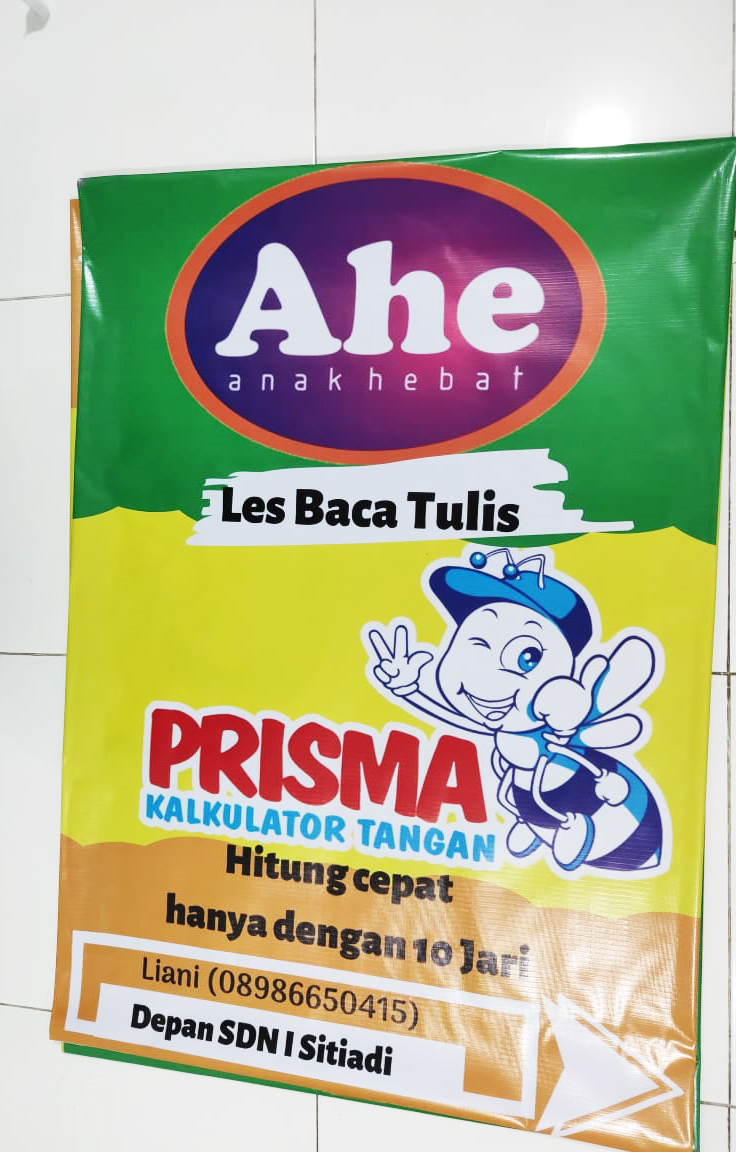 Ahe
anakhebat
Les Baca Tulis
PRISMA
KALKULATOR TANGAN
Hitung cepat
hanya dengan 10 Jari
Liani (08986650415)
Depan SDN I Sitiadi